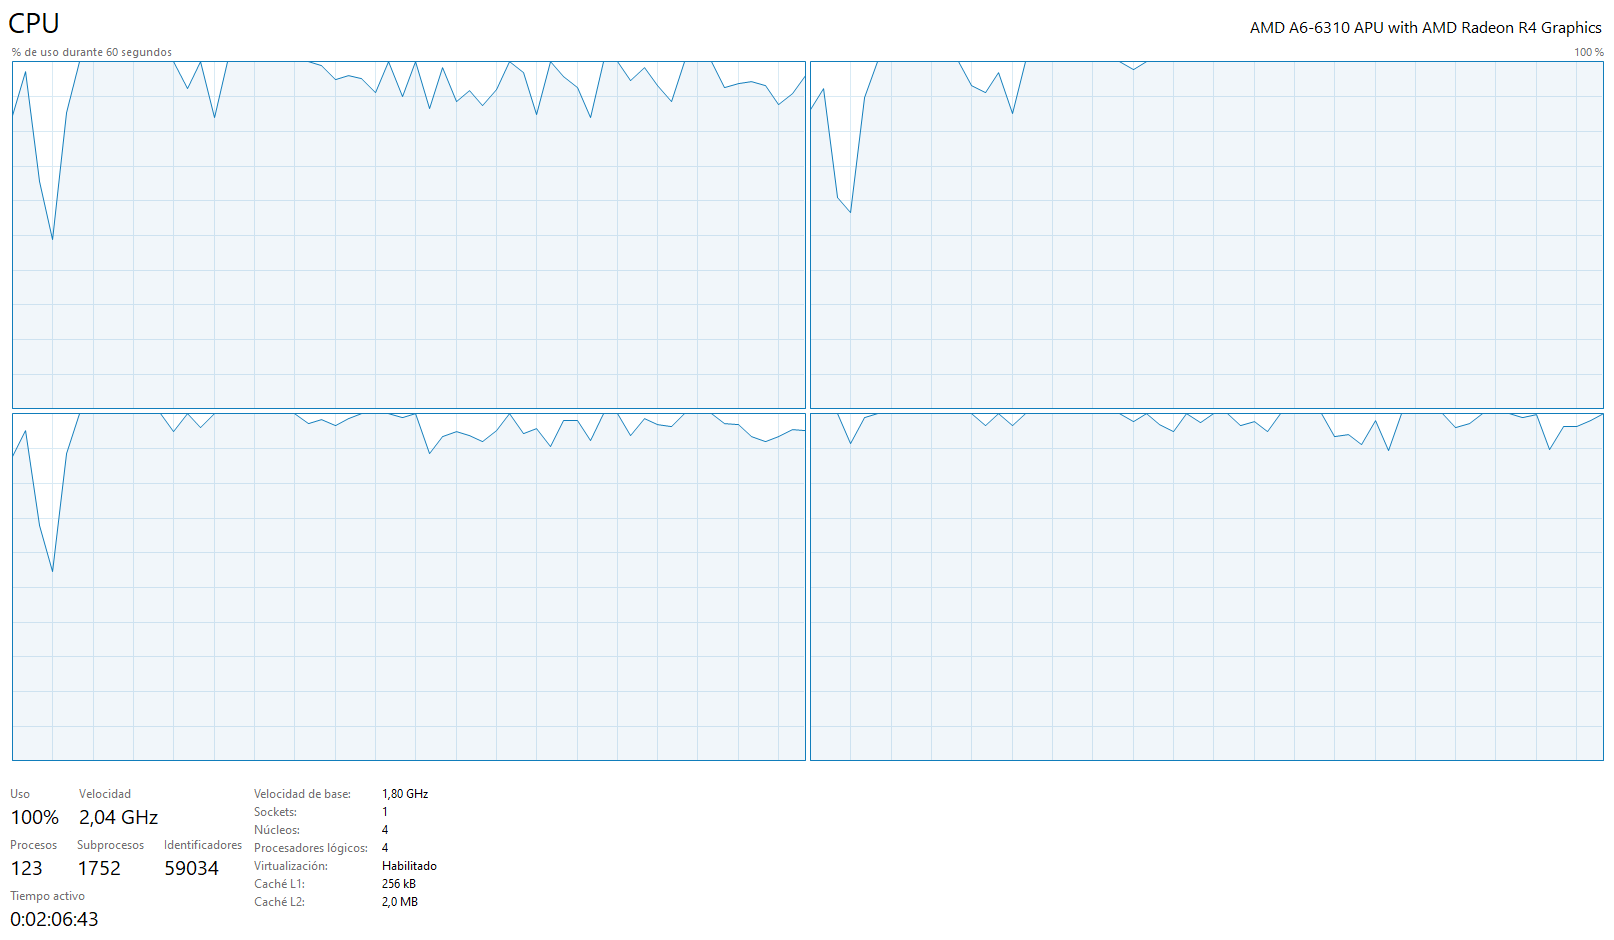 CPU
AMD A6-6310 APU with AMD Radeon R4 Graphics
% de uso durante 60 segundos
100 %
Uso
Velocidad
100%
2,04 GHz
Procesos
Subprocesos
Identificadores
123
1752
59034
Tiempo activo
0:02:06:43
Velocidad de base: 1,80 GHz
Sockets: 1
Núcleos: 4
Procesadores lógicos: 4
Virtualización: Habilitado
Caché L1: 256 kB
Caché L2: 2,0 MB